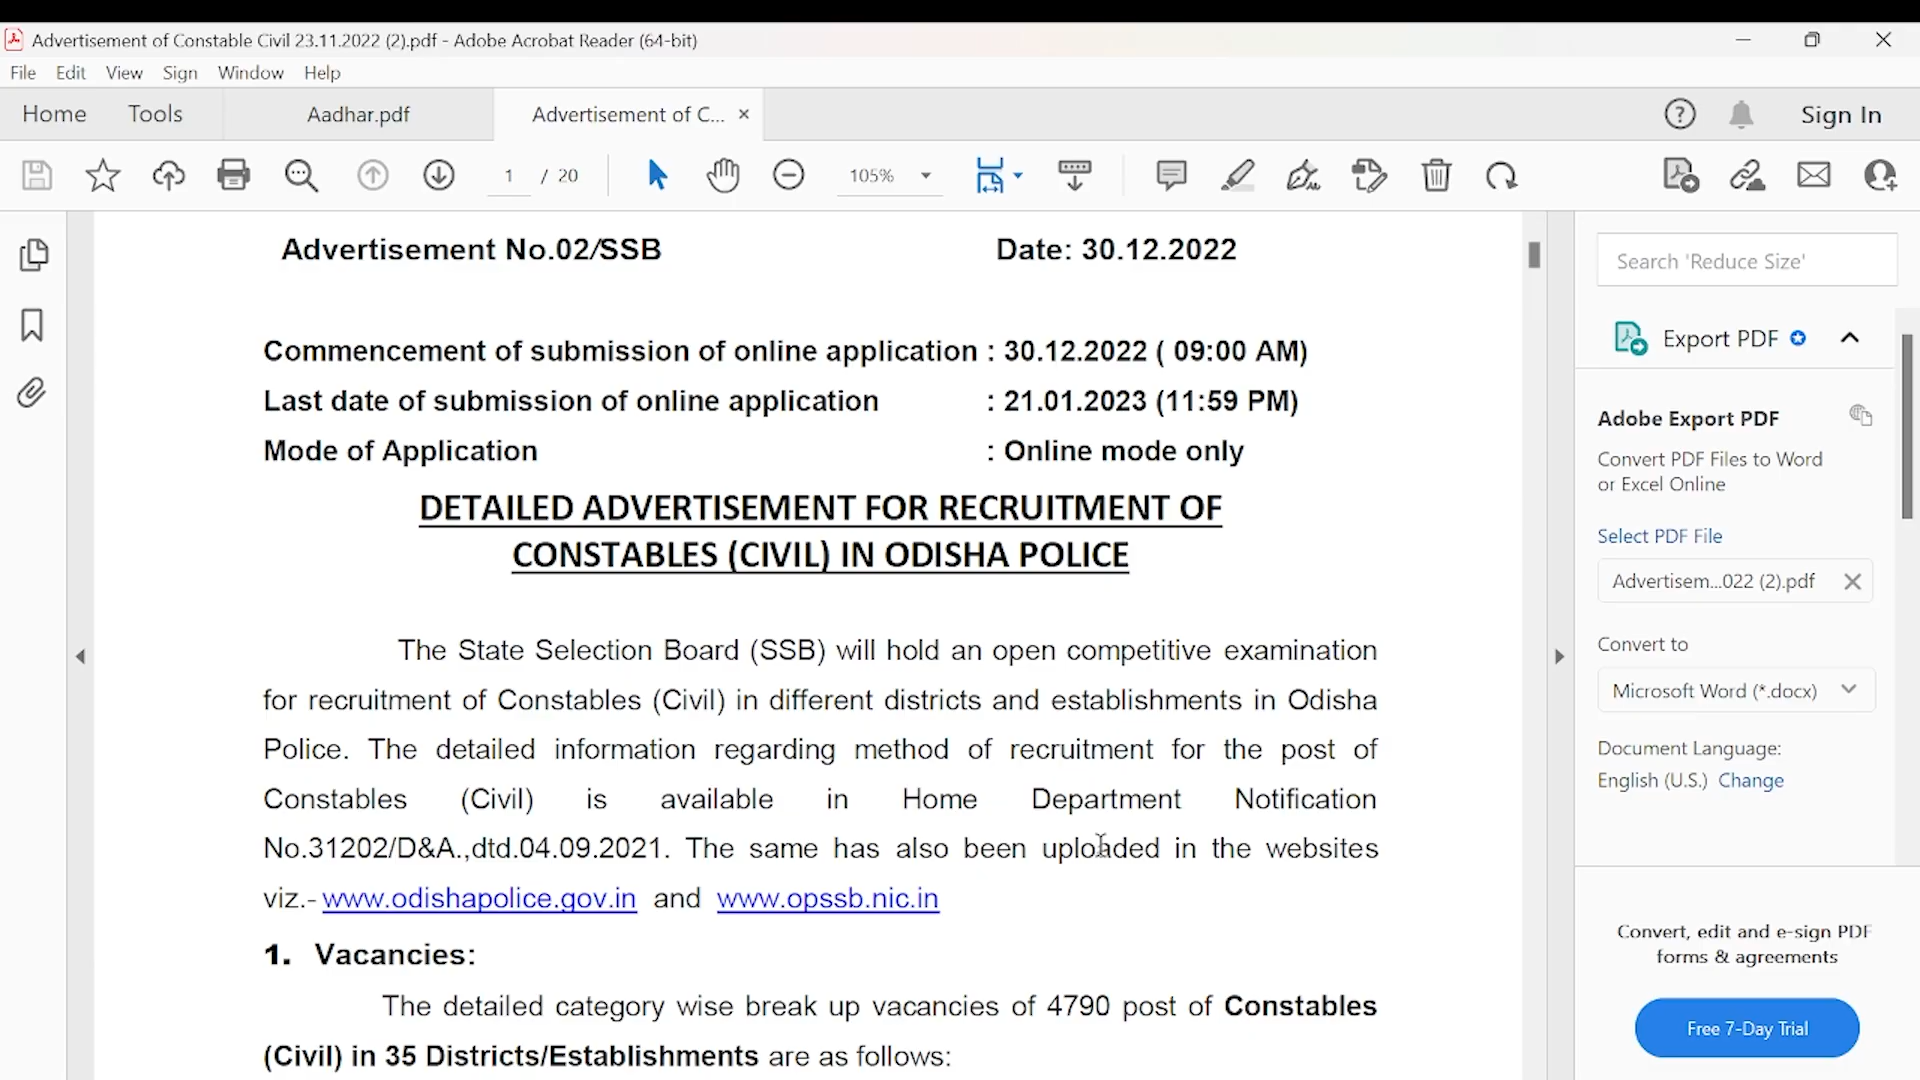 Advertisement of Constable Civil 23.11.2022 (2).pdf - Adobe Acrobat Reader (64-bit)
File Edit View Sign Window Help
Home Tools Aadhar.pdf Advertisement of C... × ? Sign In
1 / 20 105%
Advertisement No.02/SSB Date: 30.12.2022
Commencement of submission of online application : 30.12.2022 ( 09:00 AM)
Last date of submission of online application : 21.01.2023 (11:59 PM)
Mode of Application : Online mode only
DETAILED ADVERTISEMENT FOR RECRUITMENT OF
CONSTABLES (CIVIL) IN ODISHA POLICE
The State Selection Board (SSB) will hold an open competitive examination
for recruitment of Constables (Civil) in different districts and establishments in Odisha
Police. The detailed information regarding method of recruitment for the post of
Constables (Civil) is available in Home Department Notification
No.31202/D&A.,dtd.04.09.2021. The same has also been uploaded in the websites
viz.- www.odishapolice.gov.in and www.opssb.nic.in
1. Vacancies:
The detailed category wise break up vacancies of 4790 post of Constables
(Civil) in 35 Districts/Establishments are as follows:
Search 'Reduce Size'
Export PDF
Adobe Export PDF
Convert PDF Files to Word
or Excel Online
Select PDF File
Advertisem...022 (2).pdf
Convert to
Microsoft Word (*.docx)
Document Language:
English (U.S.) Change
Convert, edit and e-sign PDF
forms & agreements
Free 7-Day Trial